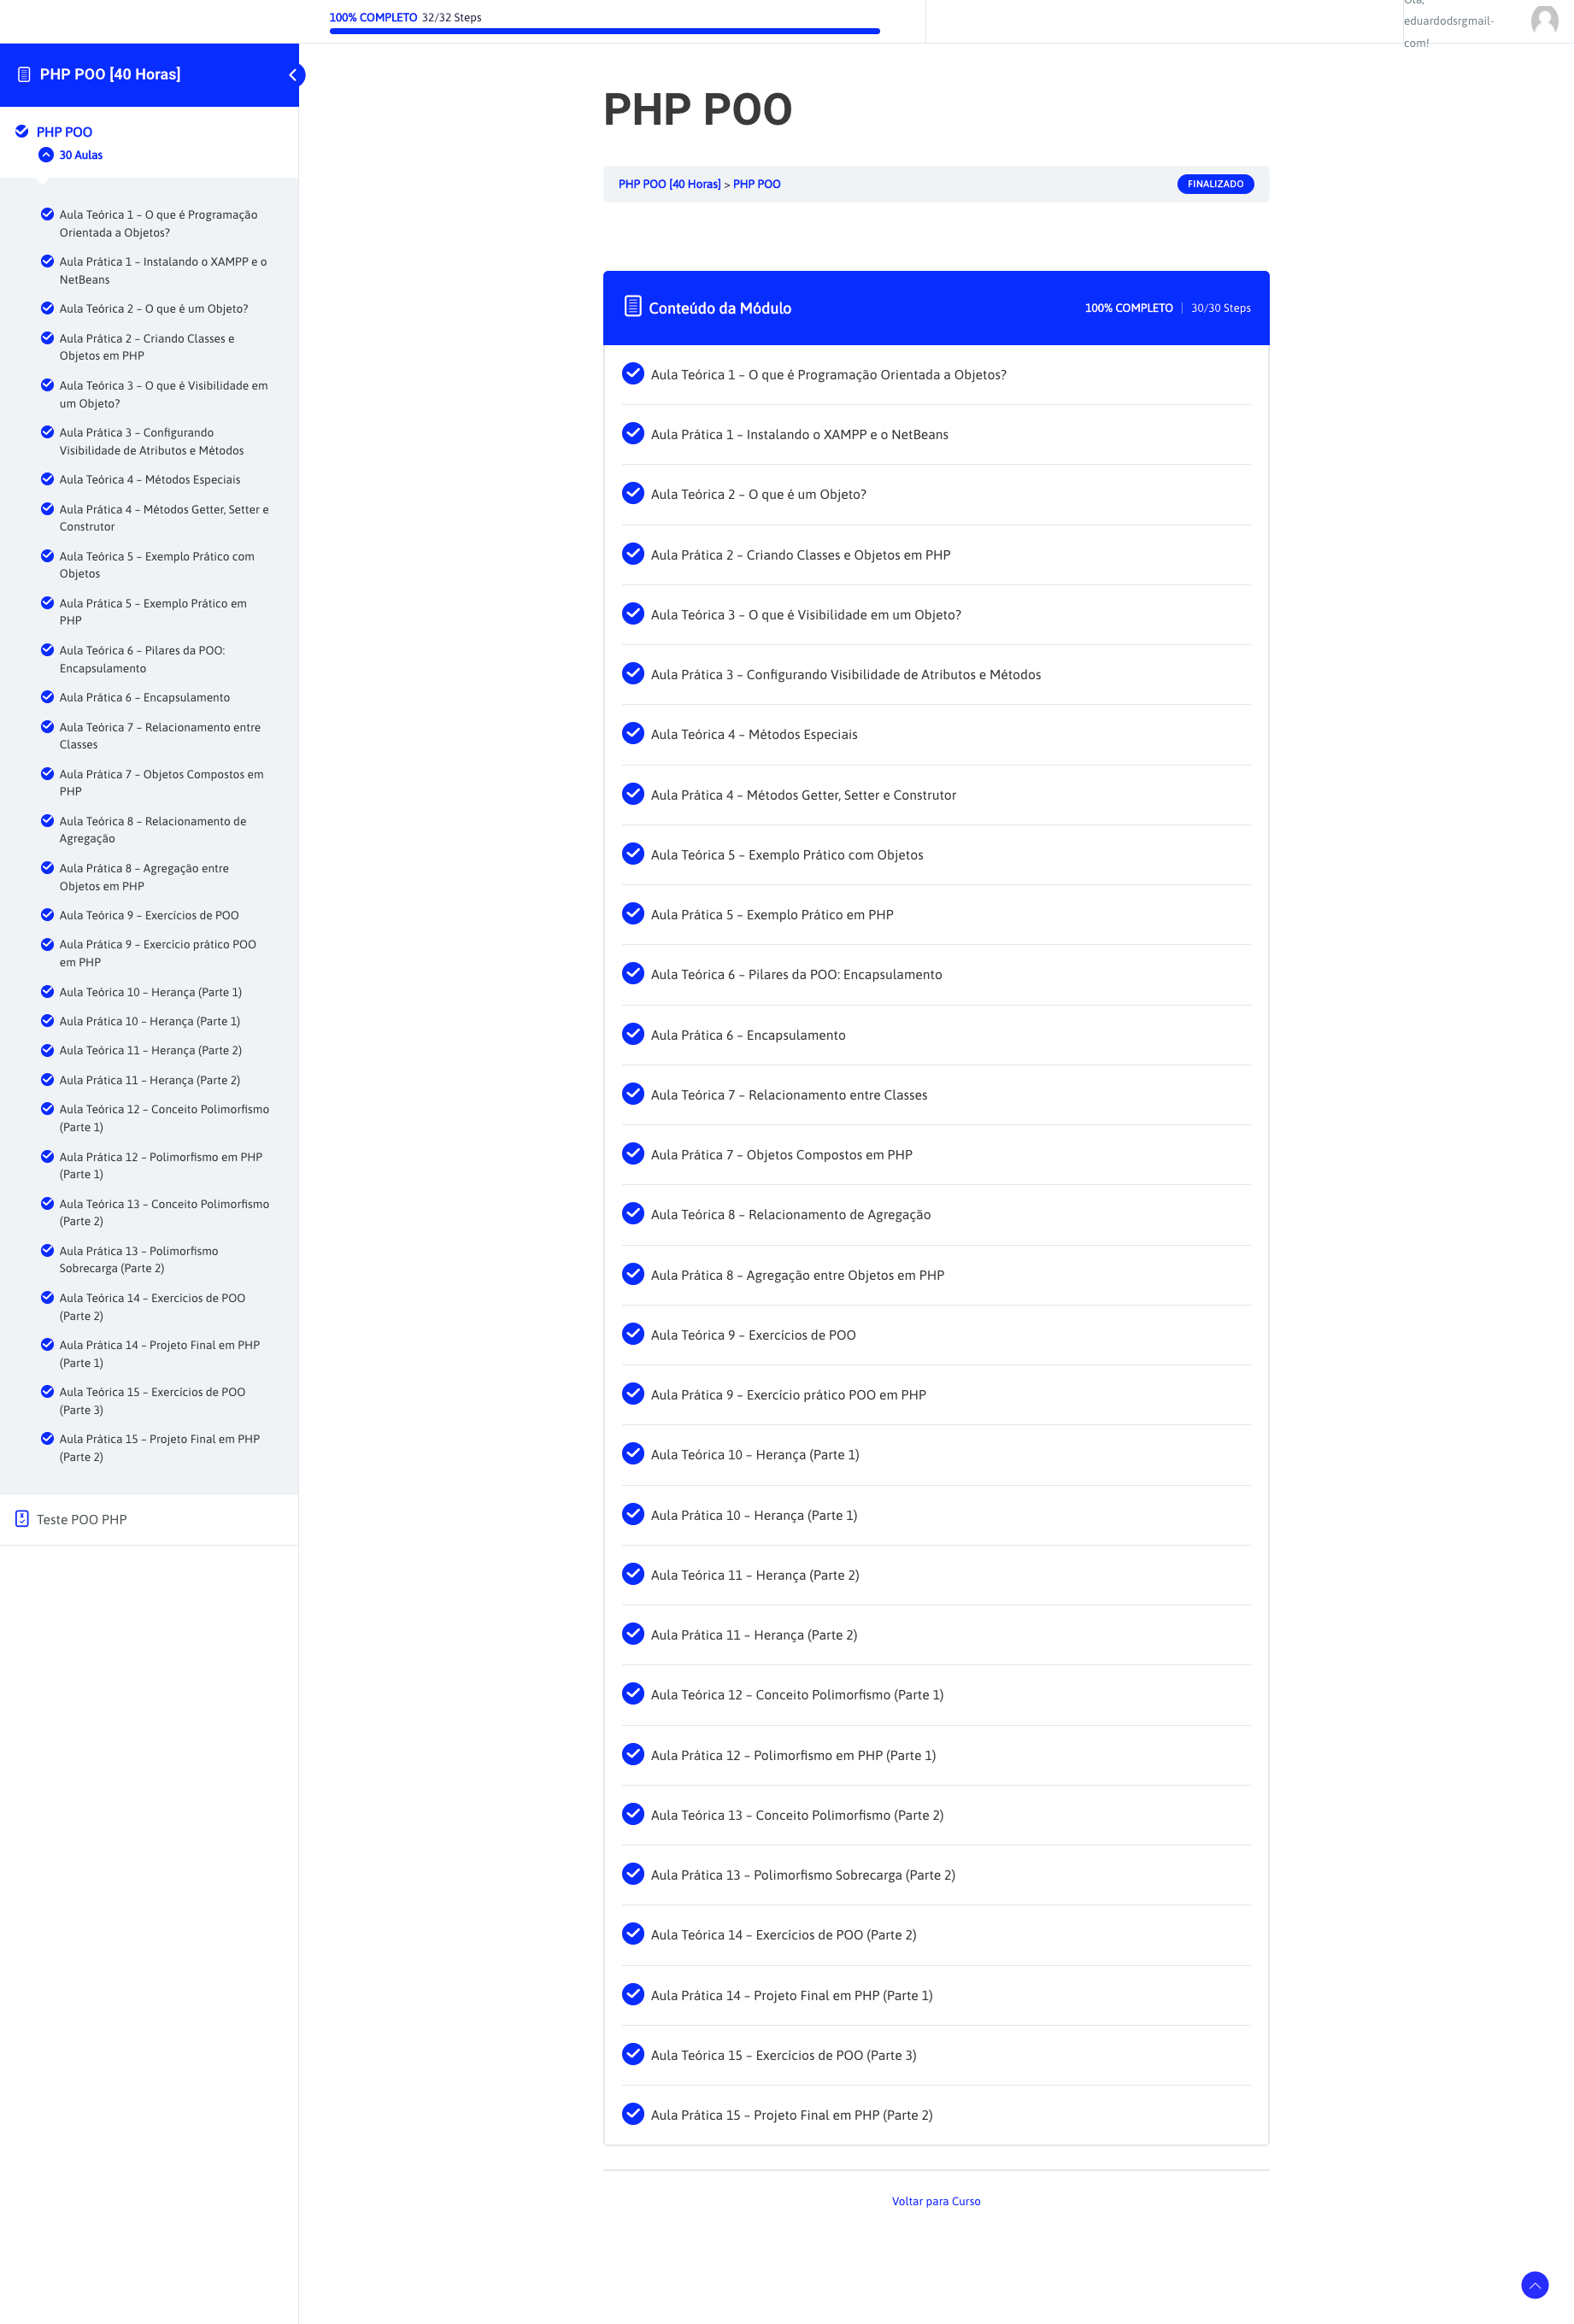 100% COMPLETO 32/32 Steps
Olá,
eduardodsrgmail-
com!
PHP POO [40 Horas]
PHP POO
30 Aulas
Aula Teórica 1 – O que é Programação
Orientada a Objetos?
Aula Prática 1 – Instalando o XAMPP e o
NetBeans
Aula Teórica 2 – O que é um Objeto?
Aula Prática 2 – Criando Classes e
Objetos em PHP
Aula Teórica 3 – O que é Visibilidade em
um Objeto?
Aula Prática 3 – Configurando
Visibilidade de Atributos e Métodos
Aula Teórica 4 – Métodos Especiais
Aula Prática 4 – Métodos Getter, Setter e
Construtor
Aula Teórica 5 – Exemplo Prático com
Objetos
Aula Prática 5 – Exemplo Prático em
PHP
Aula Teórica 6 – Pilares da POO:
Encapsulamento
Aula Prática 6 – Encapsulamento
Aula Teórica 7 – Relacionamento entre
Classes
Aula Prática 7 – Objetos Compostos em
PHP
Aula Teórica 8 – Relacionamento de
Agregação
Aula Prática 8 – Agregação entre
Objetos em PHP
Aula Teórica 9 – Exercícios de POO
Aula Prática 9 – Exercício prático POO
em PHP
Aula Teórica 10 – Herança (Parte 1)
Aula Prática 10 – Herança (Parte 1)
Aula Teórica 11 – Herança (Parte 2)
Aula Prática 11 – Herança (Parte 2)
Aula Teórica 12 – Conceito Polimorfismo
(Parte 1)
Aula Prática 12 – Polimorfismo em PHP
(Parte 1)
Aula Teórica 13 – Conceito Polimorfismo
(Parte 2)
Aula Prática 13 – Polimorfismo
Sobrecarga (Parte 2)
Aula Teórica 14 – Exercícios de POO
(Parte 2)
Aula Prática 14 – Projeto Final em PHP
(Parte 1)
Aula Teórica 15 – Exercícios de POO
(Parte 3)
Aula Prática 15 – Projeto Final em PHP
(Parte 2)
Teste POO PHP
PHP POO
PHP POO [40 Horas] > PHP POO
FINALIZADO
Conteúdo da Módulo
100% COMPLETO | 30/30 Steps
Aula Teórica 1 – O que é Programação Orientada a Objetos?
Aula Prática 1 – Instalando o XAMPP e o NetBeans
Aula Teórica 2 – O que é um Objeto?
Aula Prática 2 – Criando Classes e Objetos em PHP
Aula Teórica 3 – O que é Visibilidade em um Objeto?
Aula Prática 3 – Configurando Visibilidade de Atributos e Métodos
Aula Teórica 4 – Métodos Especiais
Aula Prática 4 – Métodos Getter, Setter e Construtor
Aula Teórica 5 – Exemplo Prático com Objetos
Aula Prática 5 – Exemplo Prático em PHP
Aula Teórica 6 – Pilares da POO: Encapsulamento
Aula Prática 6 – Encapsulamento
Aula Teórica 7 – Relacionamento entre Classes
Aula Prática 7 – Objetos Compostos em PHP
Aula Teórica 8 – Relacionamento de Agregação
Aula Prática 8 – Agregação entre Objetos em PHP
Aula Teórica 9 – Exercícios de POO
Aula Prática 9 – Exercício prático POO em PHP
Aula Teórica 10 – Herança (Parte 1)
Aula Prática 10 – Herança (Parte 1)
Aula Teórica 11 – Herança (Parte 2)
Aula Prática 11 – Herança (Parte 2)
Aula Teórica 12 – Conceito Polimorfismo (Parte 1)
Aula Prática 12 – Polimorfismo em PHP (Parte 1)
Aula Teórica 13 – Conceito Polimorfismo (Parte 2)
Aula Prática 13 – Polimorfismo Sobrecarga (Parte 2)
Aula Teórica 14 – Exercícios de POO (Parte 2)
Aula Prática 14 – Projeto Final em PHP (Parte 1)
Aula Teórica 15 – Exercícios de POO (Parte 3)
Aula Prática 15 – Projeto Final em PHP (Parte 2)
Voltar para Curso